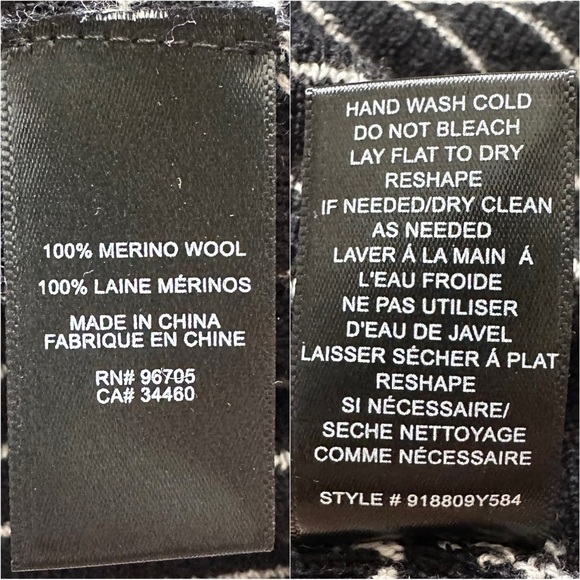 100% MERINO WOOL
100% LAINE MÉRINOS
MADE IN CHINA
FABRIQUE EN CHINE
RN# 96705
CA# 34460
HAND WASH COLD
DO NOT BLEACH
LAY FLAT TO DRY
RESHAPE
IF NEEDED/DRY CLEAN
AS NEEDED
LAVER Á LA MAIN Á
L'EAU FROIDE
NE PAS UTILISER
D'EAU DE JAVEL
LAISSER SÉCHER Á PLAT
RESHAPE
SI NÉCESSAIRE/
SECHE NETTOYAGE
COMME NÉCESSAIRE
STYLE # 918809Y584